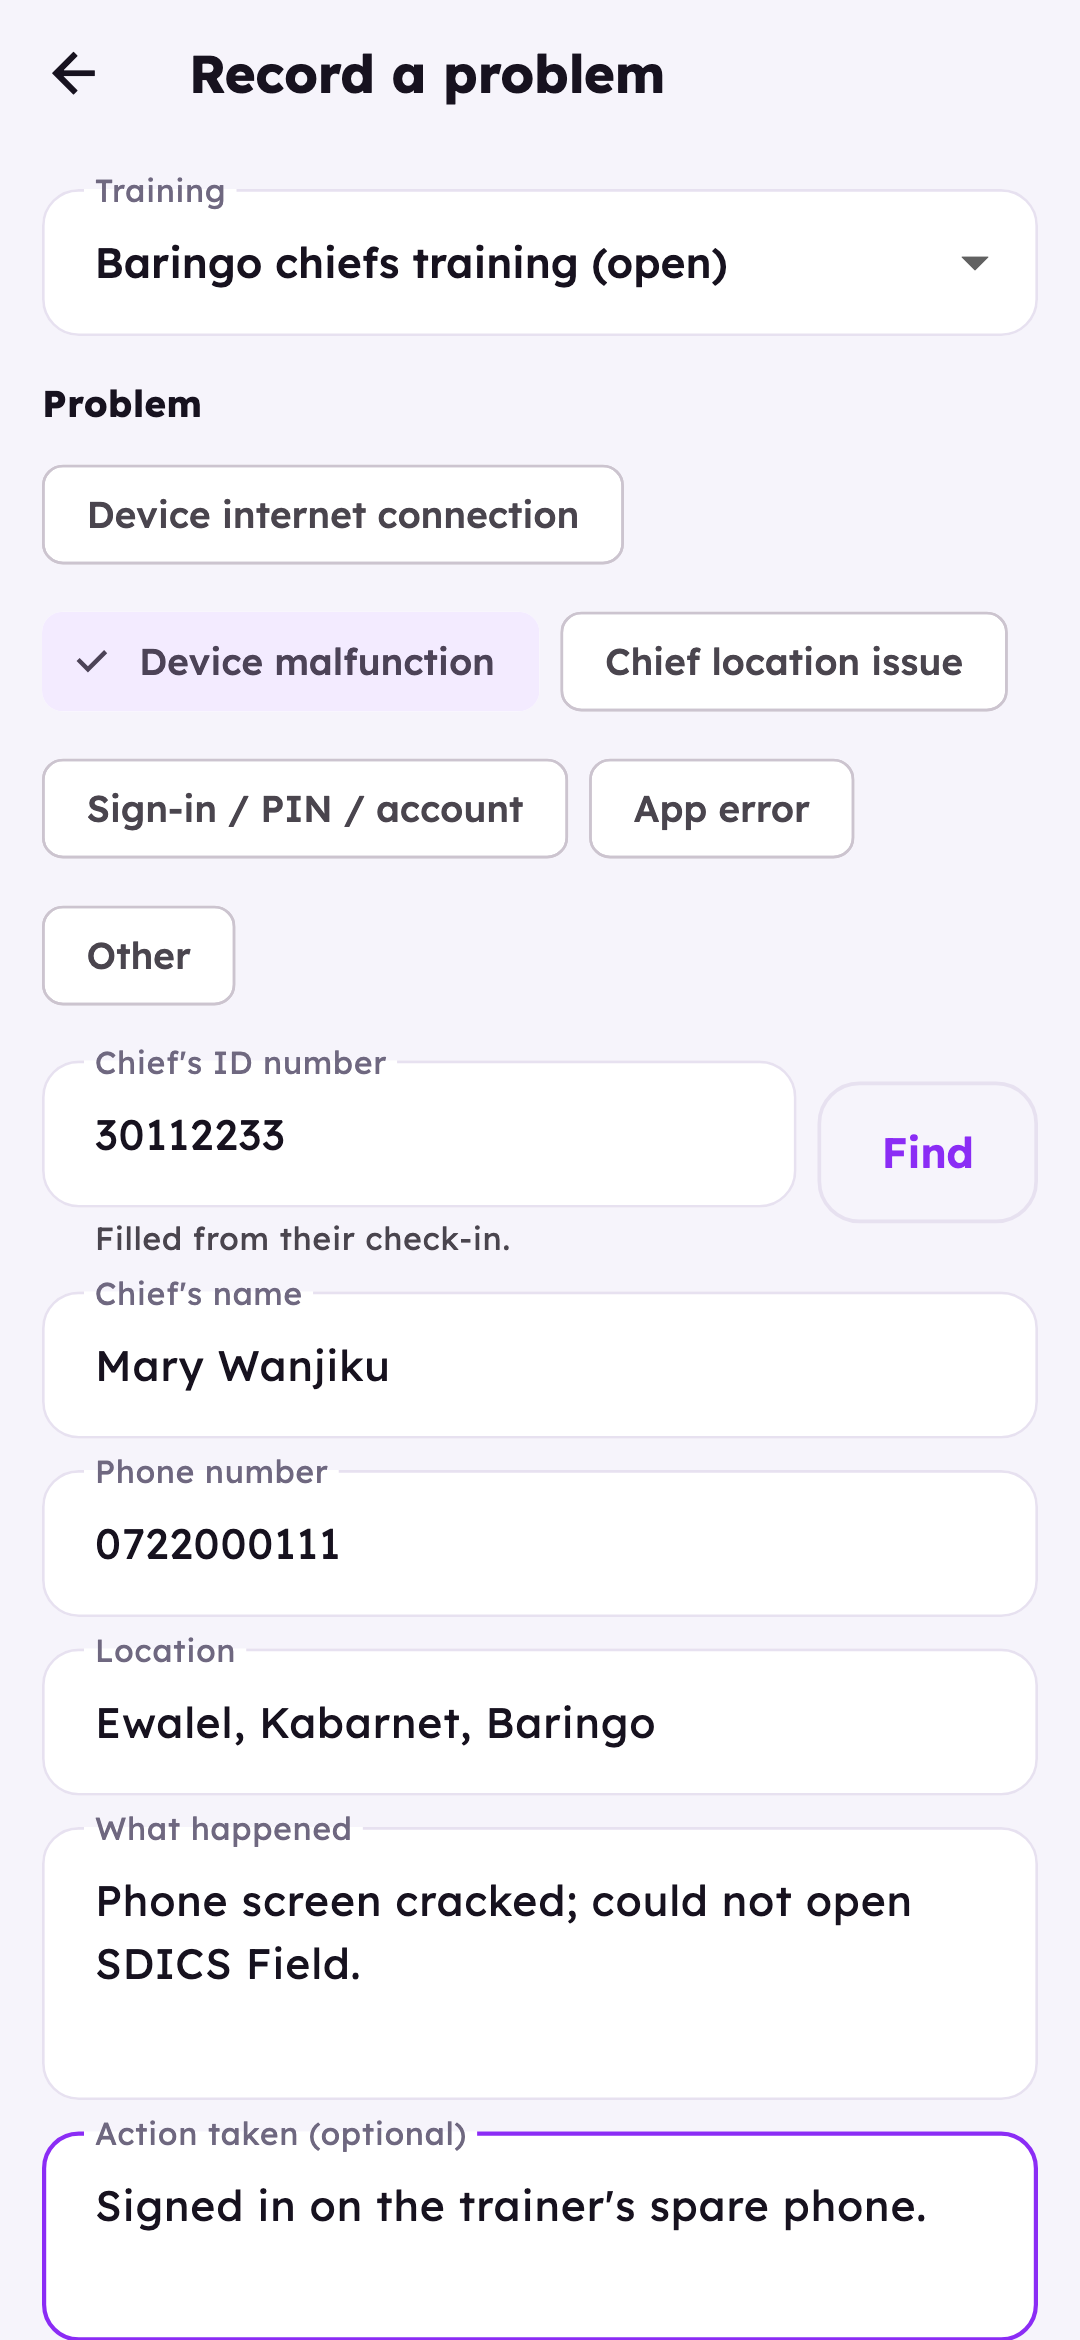 Record a problem
Training
Baringo chiefs training (open)
Problem
Device internet connection
Device malfunction
Chief location issue
Sign-in / PIN / account
App error
Other
Chief's ID number
30112233
Find
Filled from their check-in.
Chief's name
Mary Wanjiku
Phone number
0722000111
Location
Ewalel, Kabarnet, Baringo
What happened
Phone screen cracked; could not open
SDICS Field.
Action taken (optional)
Signed in on the trainer's spare phone.